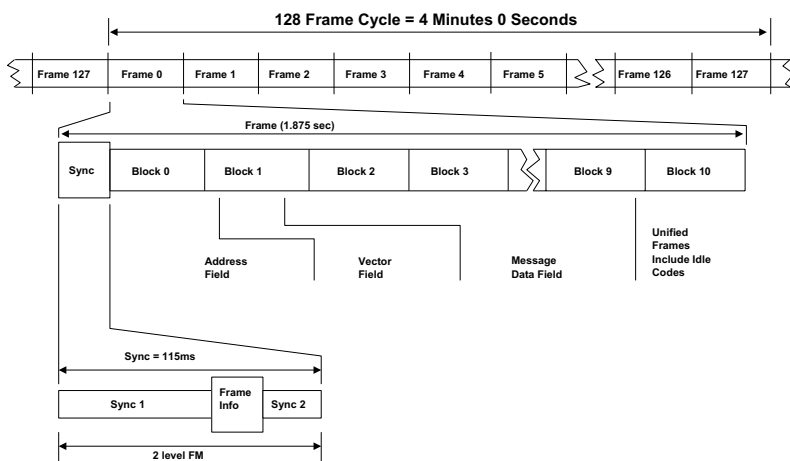 128 Frame Cycle = 4 Minutes 0 Seconds
Frame 127 Frame 0 Frame 1 Frame 2 Frame 3 Frame 4 Frame 5 Frame 126 Frame 127
Frame (1.875 sec)
Sync Block 0 Block 1 Block 2 Block 3 Block 9 Block 10
Address
Field
Vector
Field
Message
Data Field
Unified
Frames
Include Idle
Codes
Sync = 115ms
Sync 1
Frame
Info
Sync 2
2 level FM